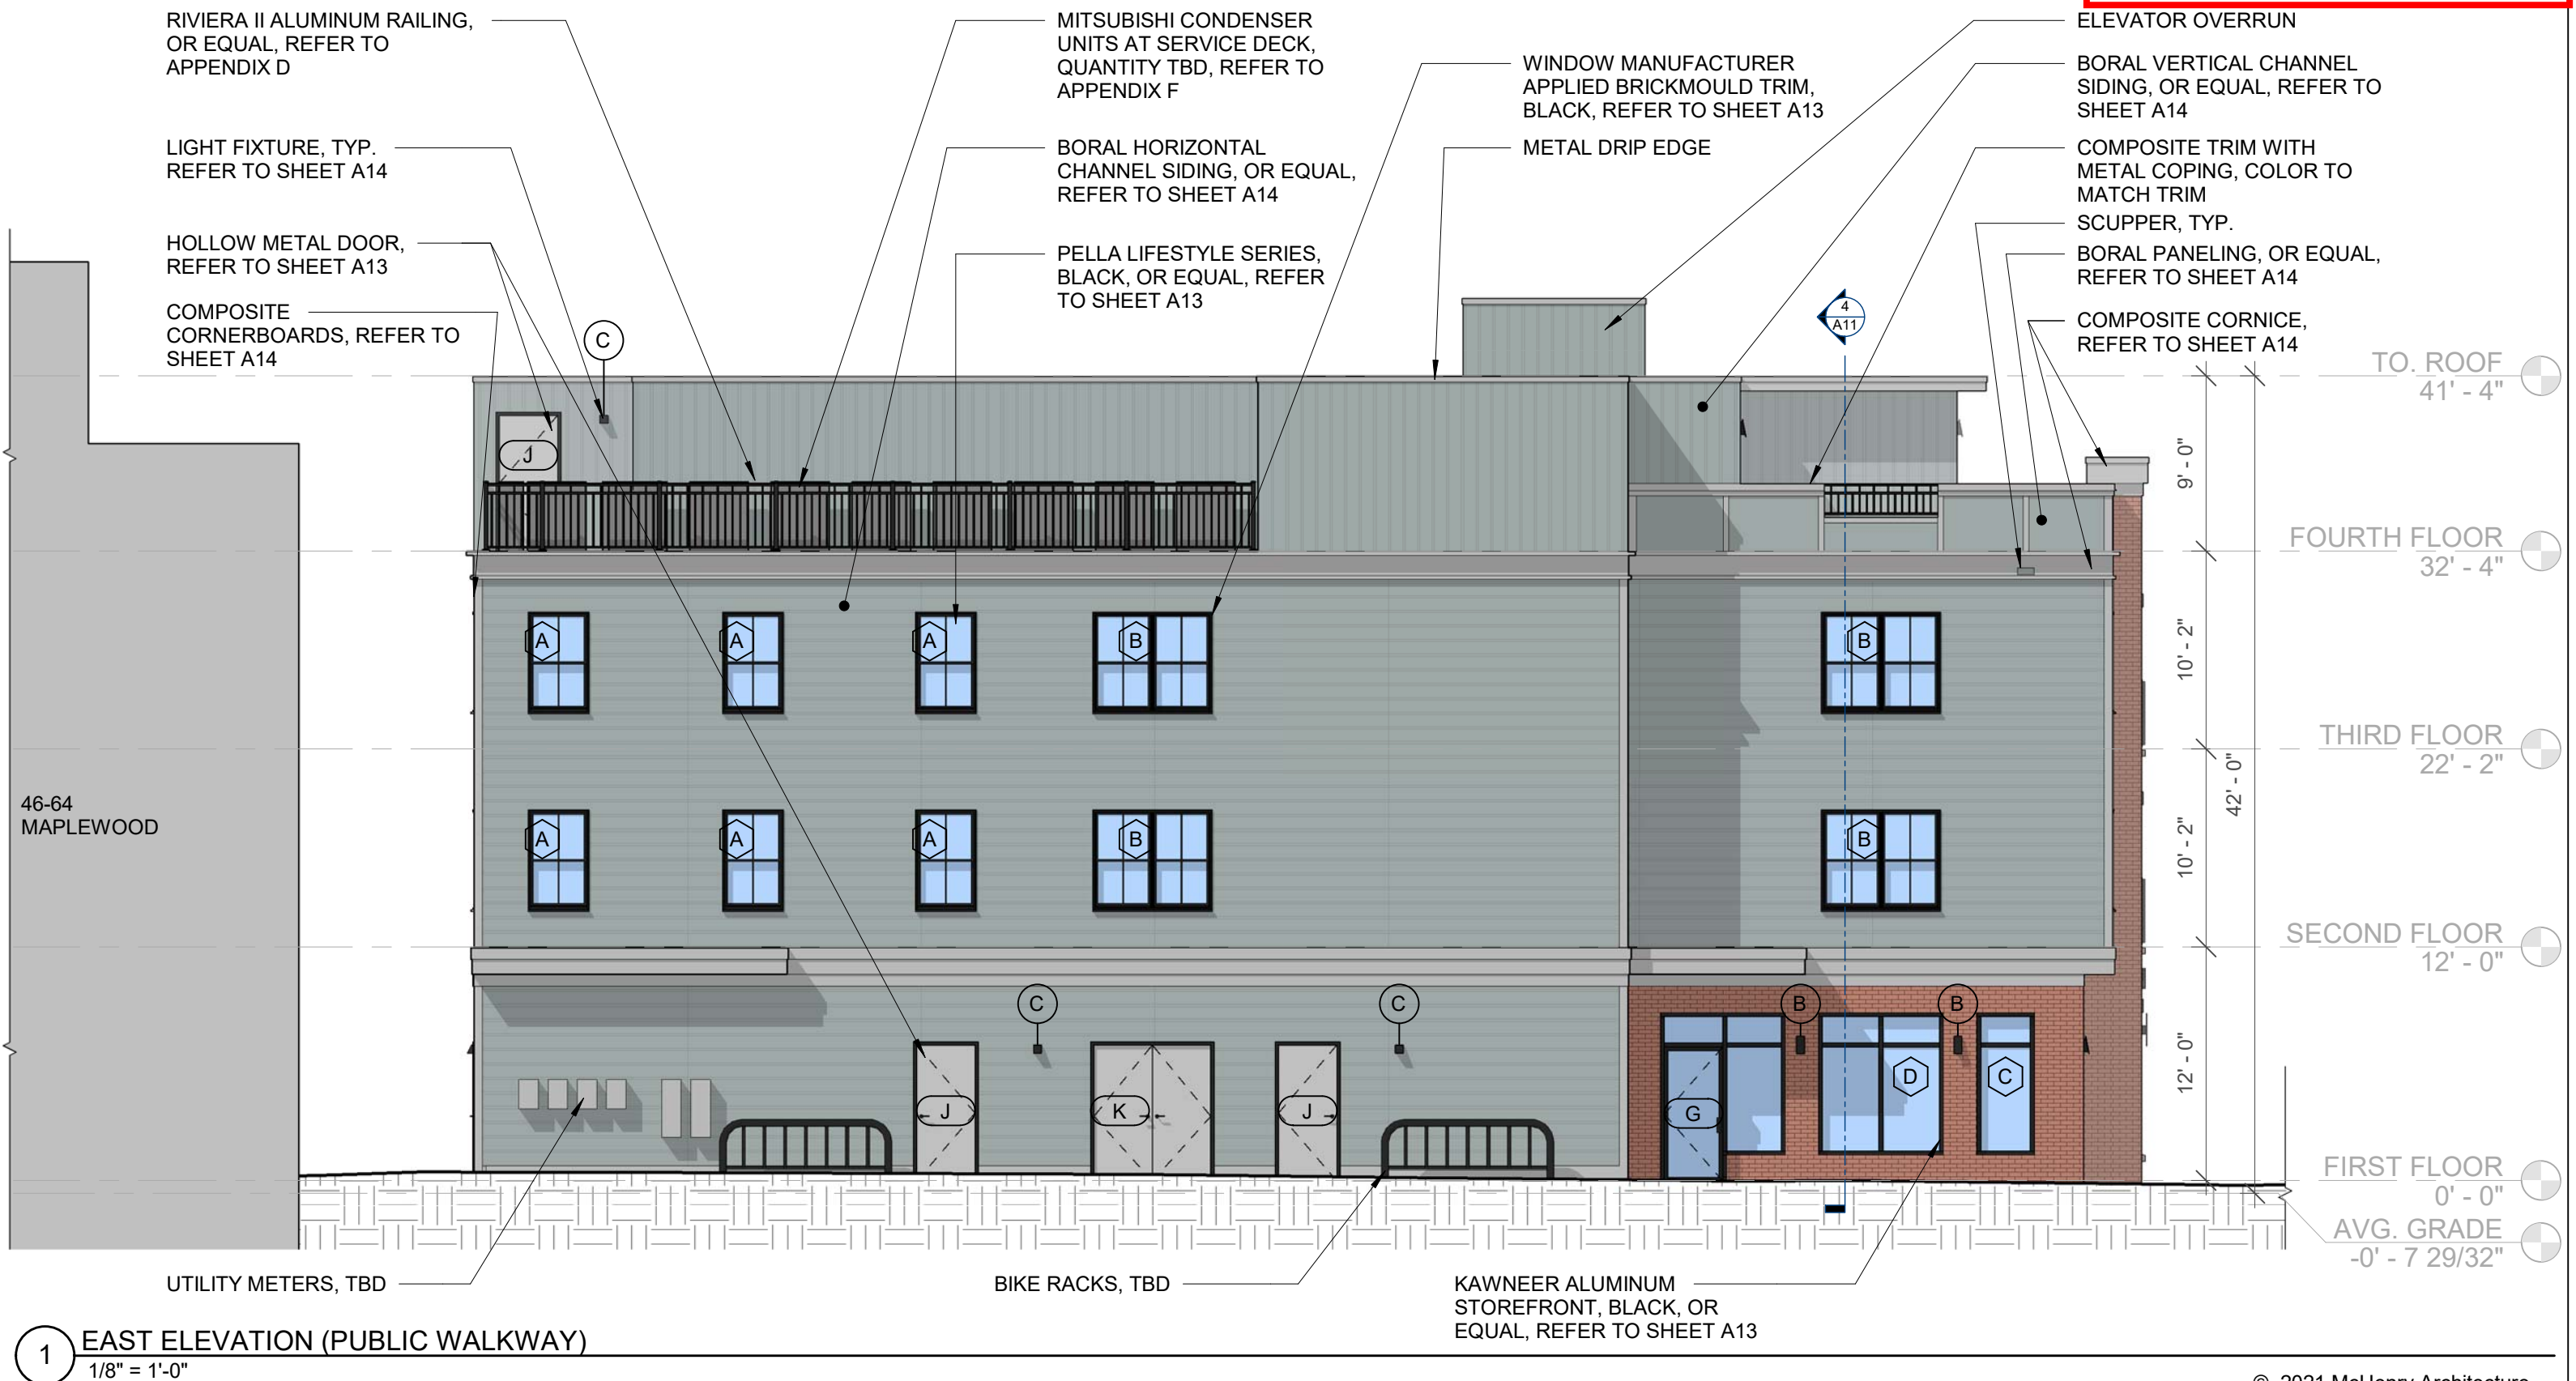 RIVIERA II ALUMINUM RAILING,
OR EQUAL, REFER TO
APPENDIX D
LIGHT FIXTURE, TYP.
REFER TO SHEET A14
HOLLOW METAL DOOR,
REFER TO SHEET A13
COMPOSITE
CORNERBOARDS, REFER TO
SHEET A14
MITSUBISHI CONDENSER
UNITS AT SERVICE DECK,
QUANTITY TBD, REFER TO
APPENDIX F
BORAL HORIZONTAL
CHANNEL SIDING, OR EQUAL,
REFER TO SHEET A14
PELLA LIFESTYLE SERIES,
BLACK, OR EQUAL, REFER
TO SHEET A13
WINDOW MANUFACTURER
APPLIED BRICKMOULD TRIM,
BLACK, REFER TO SHEET A13
METAL DRIP EDGE
ELEVATOR OVERRUN
BORAL VERTICAL CHANNEL
SIDING, OR EQUAL, REFER TO
SHEET A14
COMPOSITE TRIM WITH
METAL COPING, COLOR TO
MATCH TRIM
SCUPPER, TYP.
BORAL PANELING, OR EQUAL,
REFER TO SHEET A14
COMPOSITE CORNICE,
REFER TO SHEET A14
4
A11
C
J
A
A
A
B
B
A
A
A
B
B
C
C
B
B
J
K
J
G
D
C
46-64
MAPLEWOOD
TO. ROOF
41' - 4"
9' - 0"
FOURTH FLOOR
32' - 4"
10' - 2"
THIRD FLOOR
22' - 2"
42' - 0"
10' - 2"
SECOND FLOOR
12' - 0"
12' - 0"
FIRST FLOOR
0' - 0"
AVG. GRADE
-0' - 7 29/32"
UTILITY METERS, TBD
BIKE RACKS, TBD
KAWNEER ALUMINUM
STOREFRONT, BLACK, OR
EQUAL, REFER TO SHEET A13
1
EAST ELEVATION (PUBLIC WALKWAY)
1/8" = 1'-0"
© 2021 McHenry Architecture